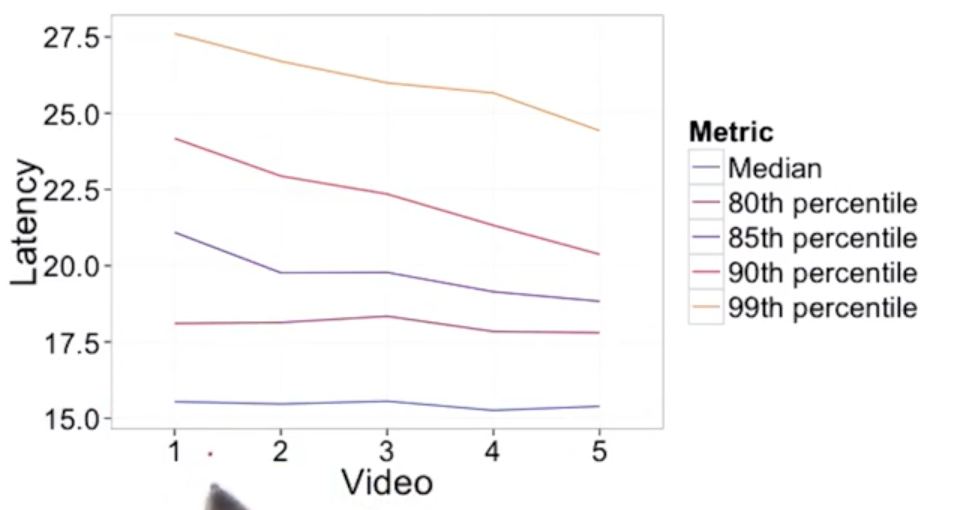 27.5
25.0
22.5
20.0
17.5
15.0
Latency
1 2 3 4 5
Video
Metric
Median
80th percentile
85th percentile
90th percentile
99th percentile